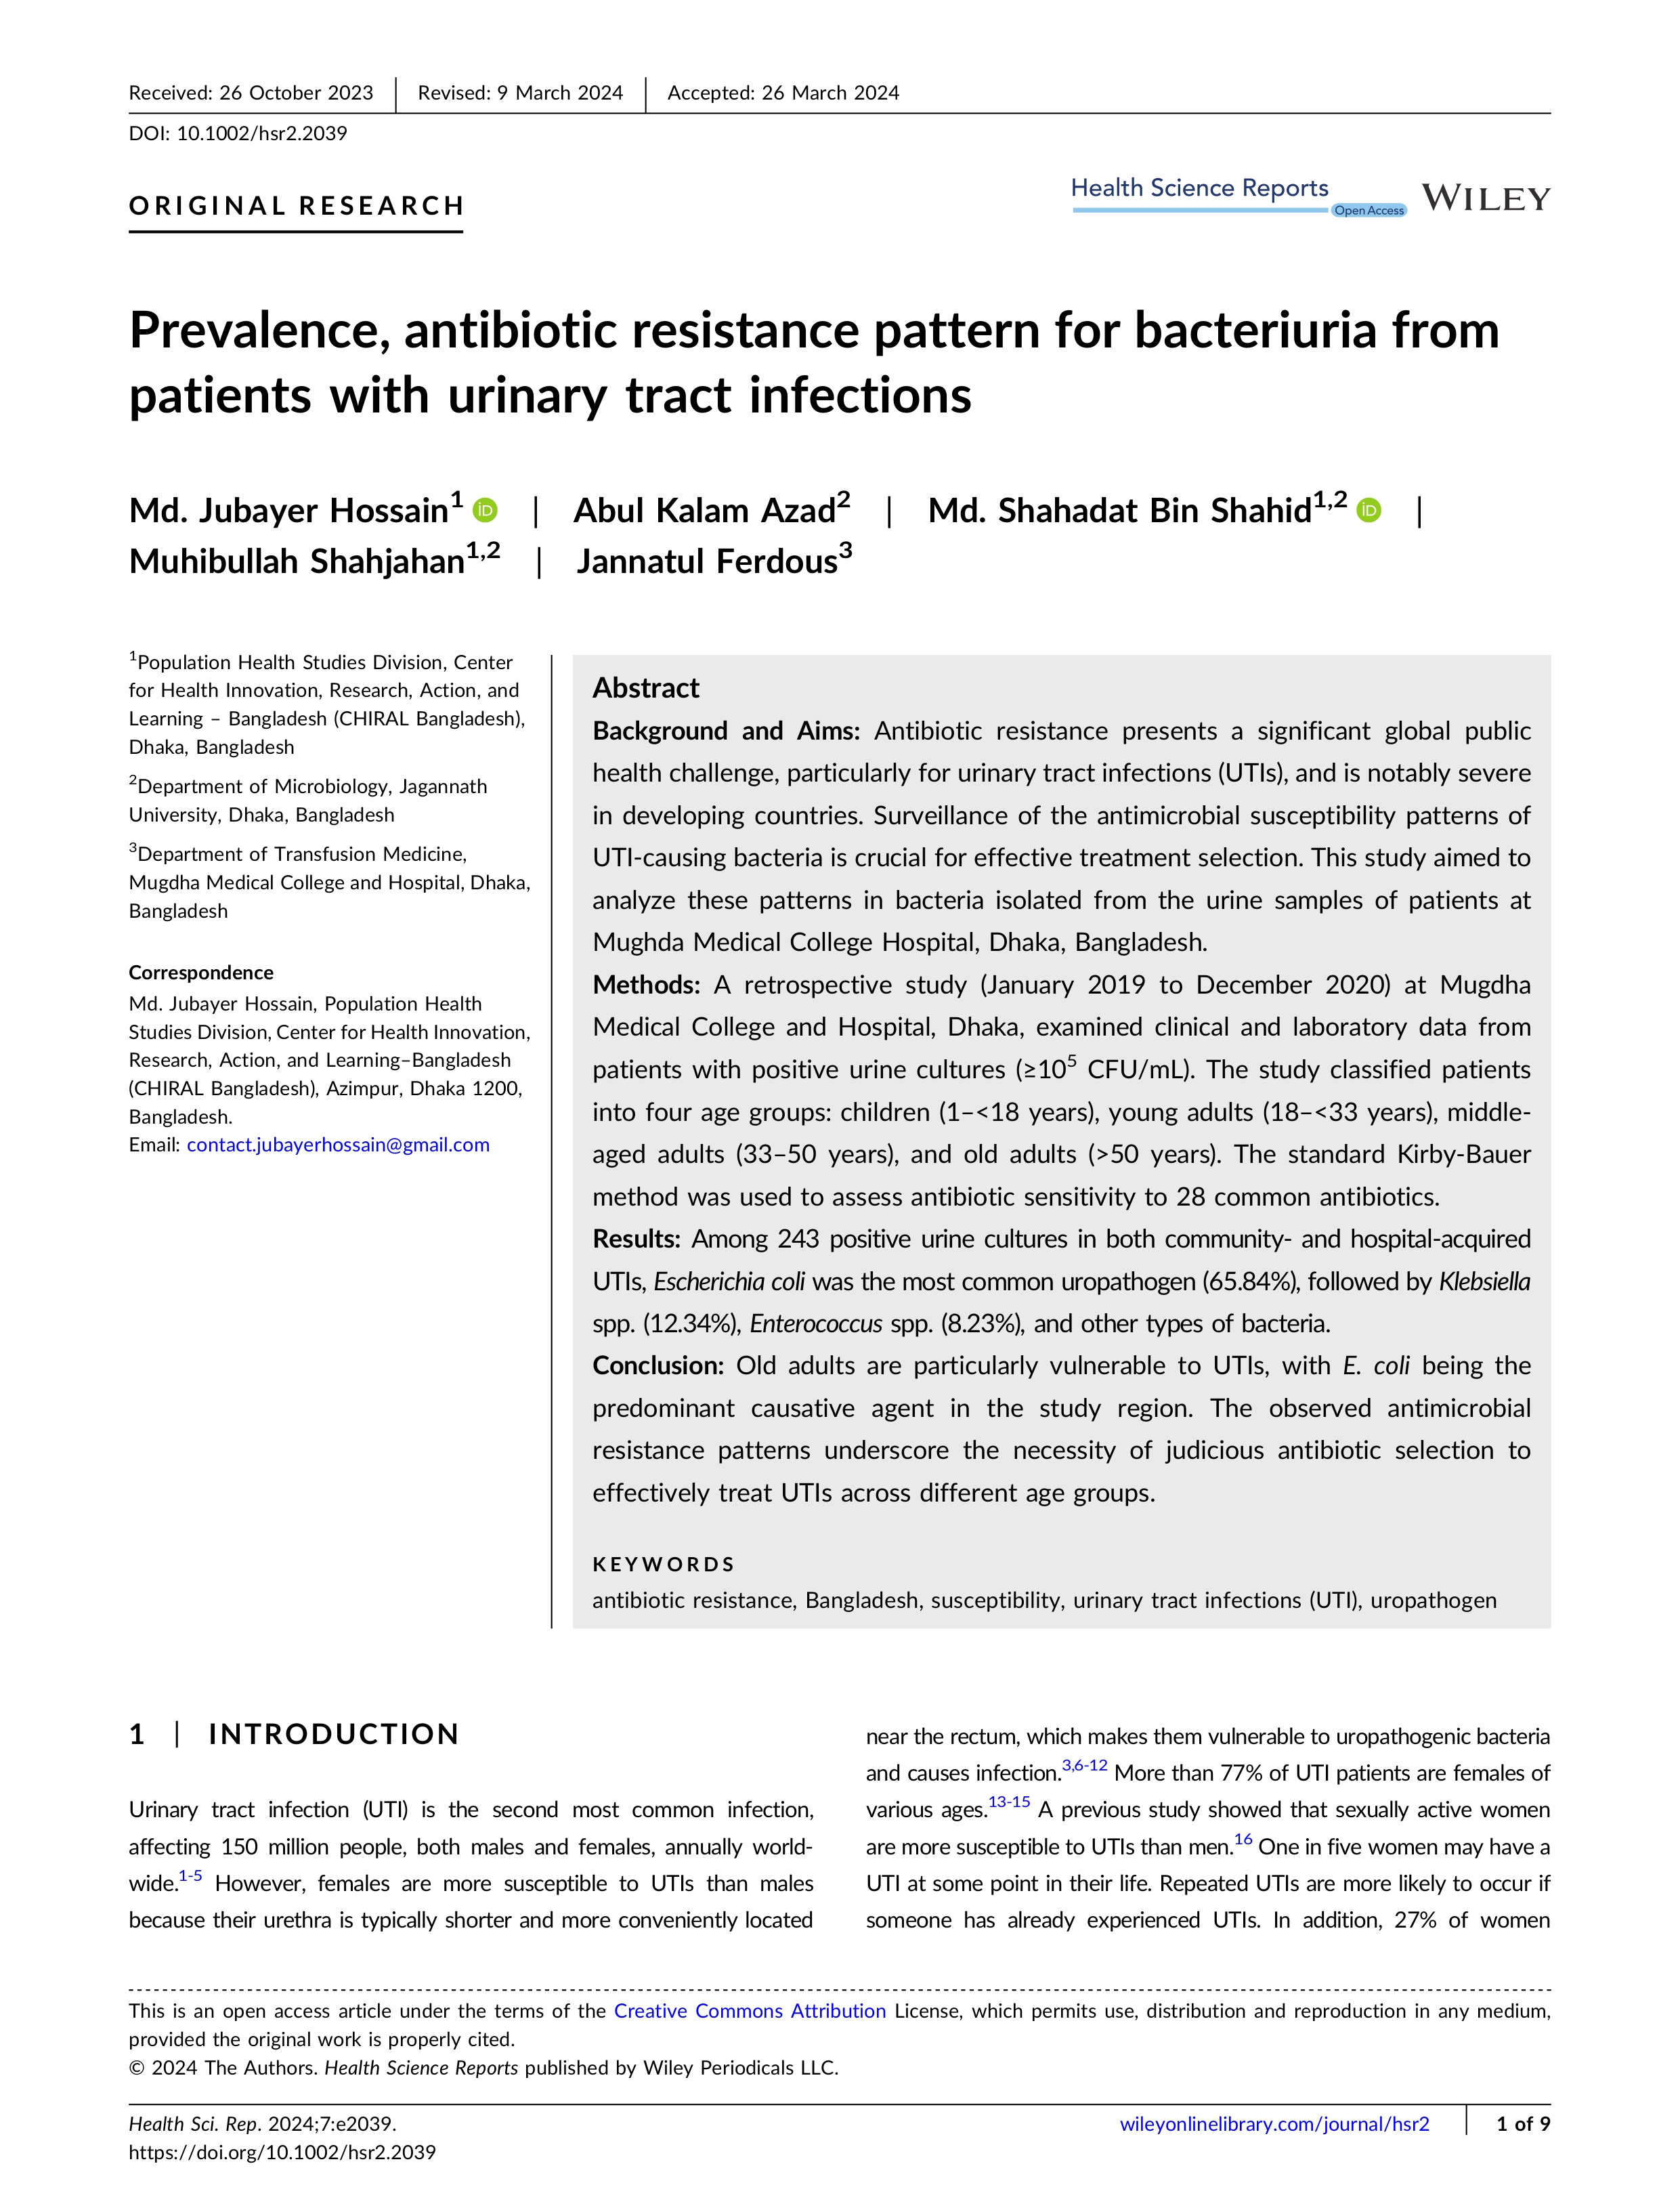 Received: 26 October 2023 | Revised: 9 March 2024 | Accepted: 26 March 2024
DOI: 10.1002/hsr2.2039
ORIGINAL RESEARCH
Health Science Reports
Open Access
WILEY
Prevalence, antibiotic resistance pattern for bacteriuria from
patients with urinary tract infections
Md. Jubayer Hossain¹ iD | Abul Kalam Azad² | Md. Shahadat Bin Shahid¹,² iD |
Muhibullah Shahjahan¹,² | Jannatul Ferdous³
¹Population Health Studies Division, Center
for Health Innovation, Research, Action, and
Learning – Bangladesh (CHIRAL Bangladesh),
Dhaka, Bangladesh
²Department of Microbiology, Jagannath
University, Dhaka, Bangladesh
³Department of Transfusion Medicine,
Mugdha Medical College and Hospital, Dhaka,
Bangladesh
Correspondence
Md. Jubayer Hossain, Population Health
Studies Division, Center for Health Innovation,
Research, Action, and Learning–Bangladesh
(CHIRAL Bangladesh), Azimpur, Dhaka 1200,
Bangladesh.
Email: contact.jubayerhossain@gmail.com
Abstract
Background and Aims: Antibiotic resistance presents a significant global public
health challenge, particularly for urinary tract infections (UTIs), and is notably severe
in developing countries. Surveillance of the antimicrobial susceptibility patterns of
UTI-causing bacteria is crucial for effective treatment selection. This study aimed to
analyze these patterns in bacteria isolated from the urine samples of patients at
Mughda Medical College Hospital, Dhaka, Bangladesh.
Methods: A retrospective study (January 2019 to December 2020) at Mugdha
Medical College and Hospital, Dhaka, examined clinical and laboratory data from
patients with positive urine cultures (≥10⁵ CFU/mL). The study classified patients
into four age groups: children (1–<18 years), young adults (18–<33 years), middle-
aged adults (33–50 years), and old adults (>50 years). The standard Kirby-Bauer
method was used to assess antibiotic sensitivity to 28 common antibiotics.
Results: Among 243 positive urine cultures in both community- and hospital-acquired
UTIs, Escherichia coli was the most common uropathogen (65.84%), followed by Klebsiella
spp. (12.34%), Enterococcus spp. (8.23%), and other types of bacteria.
Conclusion: Old adults are particularly vulnerable to UTIs, with E. coli being the
predominant causative agent in the study region. The observed antimicrobial
resistance patterns underscore the necessity of judicious antibiotic selection to
effectively treat UTIs across different age groups.
KEYWORDS
antibiotic resistance, Bangladesh, susceptibility, urinary tract infections (UTI), uropathogen
1 | INTRODUCTION
Urinary tract infection (UTI) is the second most common infection,
affecting 150 million people, both males and females, annually world-
wide.¹⁻⁵ However, females are more susceptible to UTIs than males
because their urethra is typically shorter and more conveniently located
near the rectum, which makes them vulnerable to uropathogenic bacteria
and causes infection.³,⁶⁻¹² More than 77% of UTI patients are females of
various ages.¹³⁻¹⁵ A previous study showed that sexually active women
are more susceptible to UTIs than men.¹⁶ One in five women may have a
UTI at some point in their life. Repeated UTIs are more likely to occur if
someone has already experienced UTIs. In addition, 27% of women
This is an open access article under the terms of the Creative Commons Attribution License, which permits use, distribution and reproduction in any medium,
provided the original work is properly cited.
© 2024 The Authors. Health Science Reports published by Wiley Periodicals LLC.
Health Sci. Rep. 2024;7:e2039.
https://doi.org/10.1002/hsr2.2039
wileyonlinelibrary.com/journal/hsr2 | 1 of 9